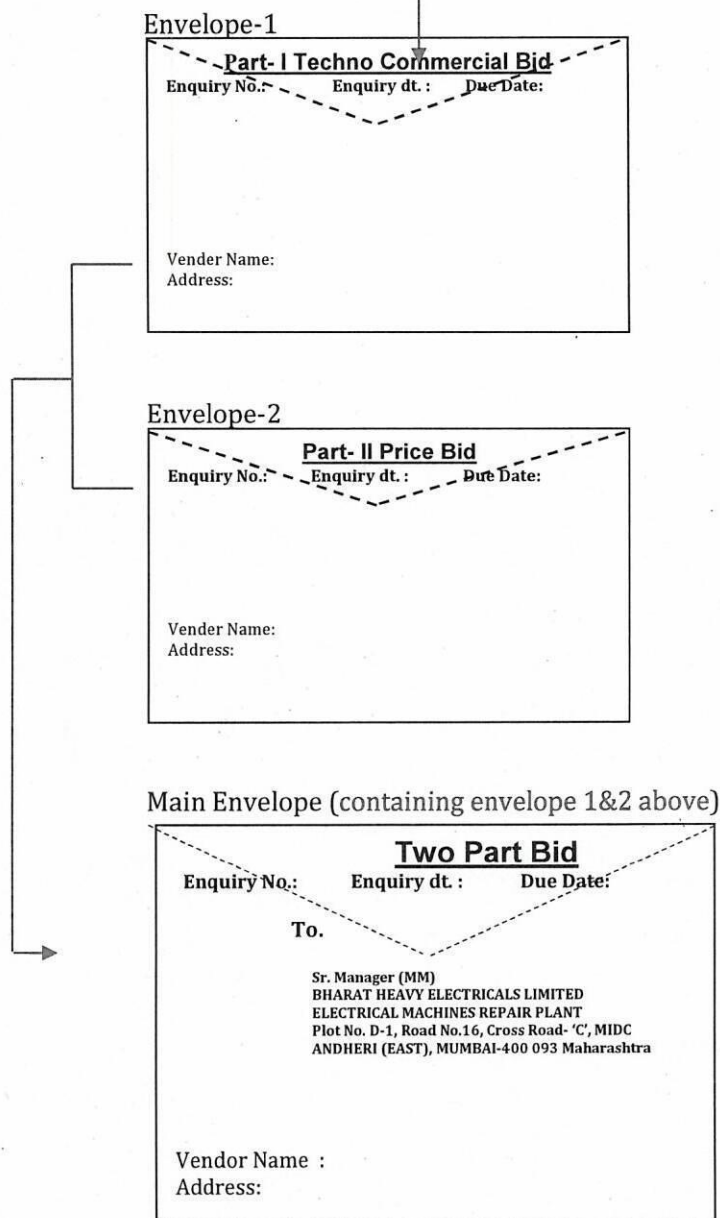 Envelope-1
Part- I Techno Commercial Bid
Enquiry No.: Enquiry dt. : Due Date:
Vender Name:
Address:
Envelope-2
Part- II Price Bid
Enquiry No.: Enquiry dt. : Due Date:
Vender Name:
Address:
Main Envelope (containing envelope 1&2 above)
Two Part Bid
Enquiry No.: Enquiry dt. : Due Date:
To.
Sr. Manager (MM)
BHARAT HEAVY ELECTRICALS LIMITED
ELECTRICAL MACHINES REPAIR PLANT
Plot No. D-1, Road No.16, Cross Road- ‘C’, MIDC
ANDHERI (EAST), MUMBAI-400 093 Maharashtra
Vendor Name :
Address: